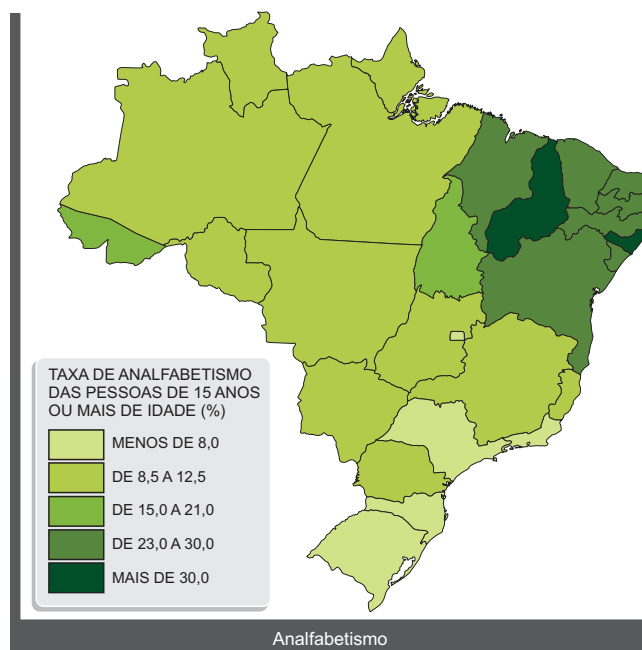 TAXA DE ANALFABETISMO
DAS PESSOAS DE 15 ANOS
OU MAIS DE IDADE (%)
MENOS DE 8,0
DE 8,5 A 12,5
DE 15,0 A 21,0
DE 23,0 A 30,0
MAIS DE 30,0
Analfabetismo